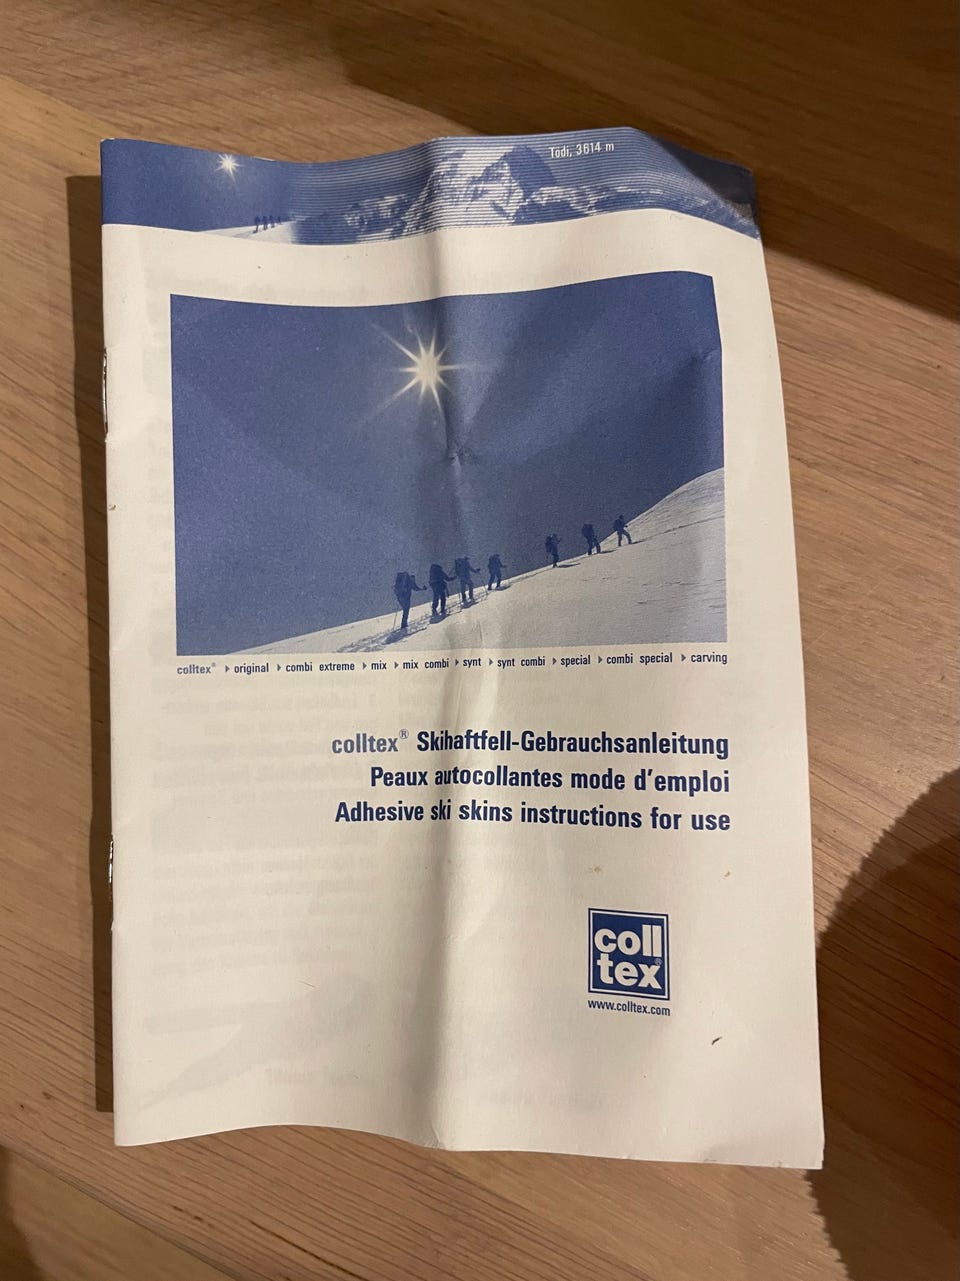 Tödi, 3614 m
colltex® ▸ original ▸ combi extreme ▸ mix ▸ mix combi ▸ synt ▸ synt combi ▸ special ▸ combi special ▸ carving
colltex® Skihaftfell-Gebrauchsanleitung
Peaux autocollantes mode d'emploi
Adhesive ski skins instructions for use
coll
tex®
www.colltex.com